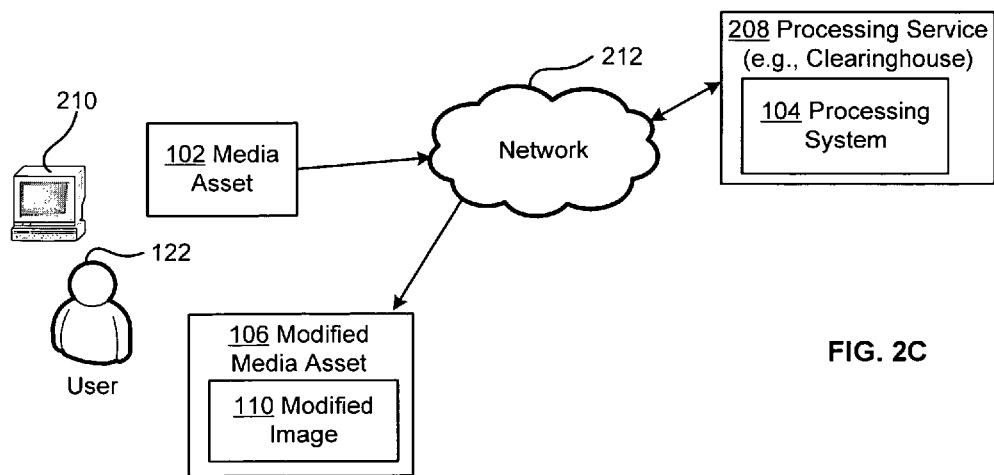 210
102 Media
Asset
122
User
212
Network
208 Processing Service
(e.g., Clearinghouse)
104 Processing
System
106 Modified
Media Asset
110 Modified
Image
FIG. 2C